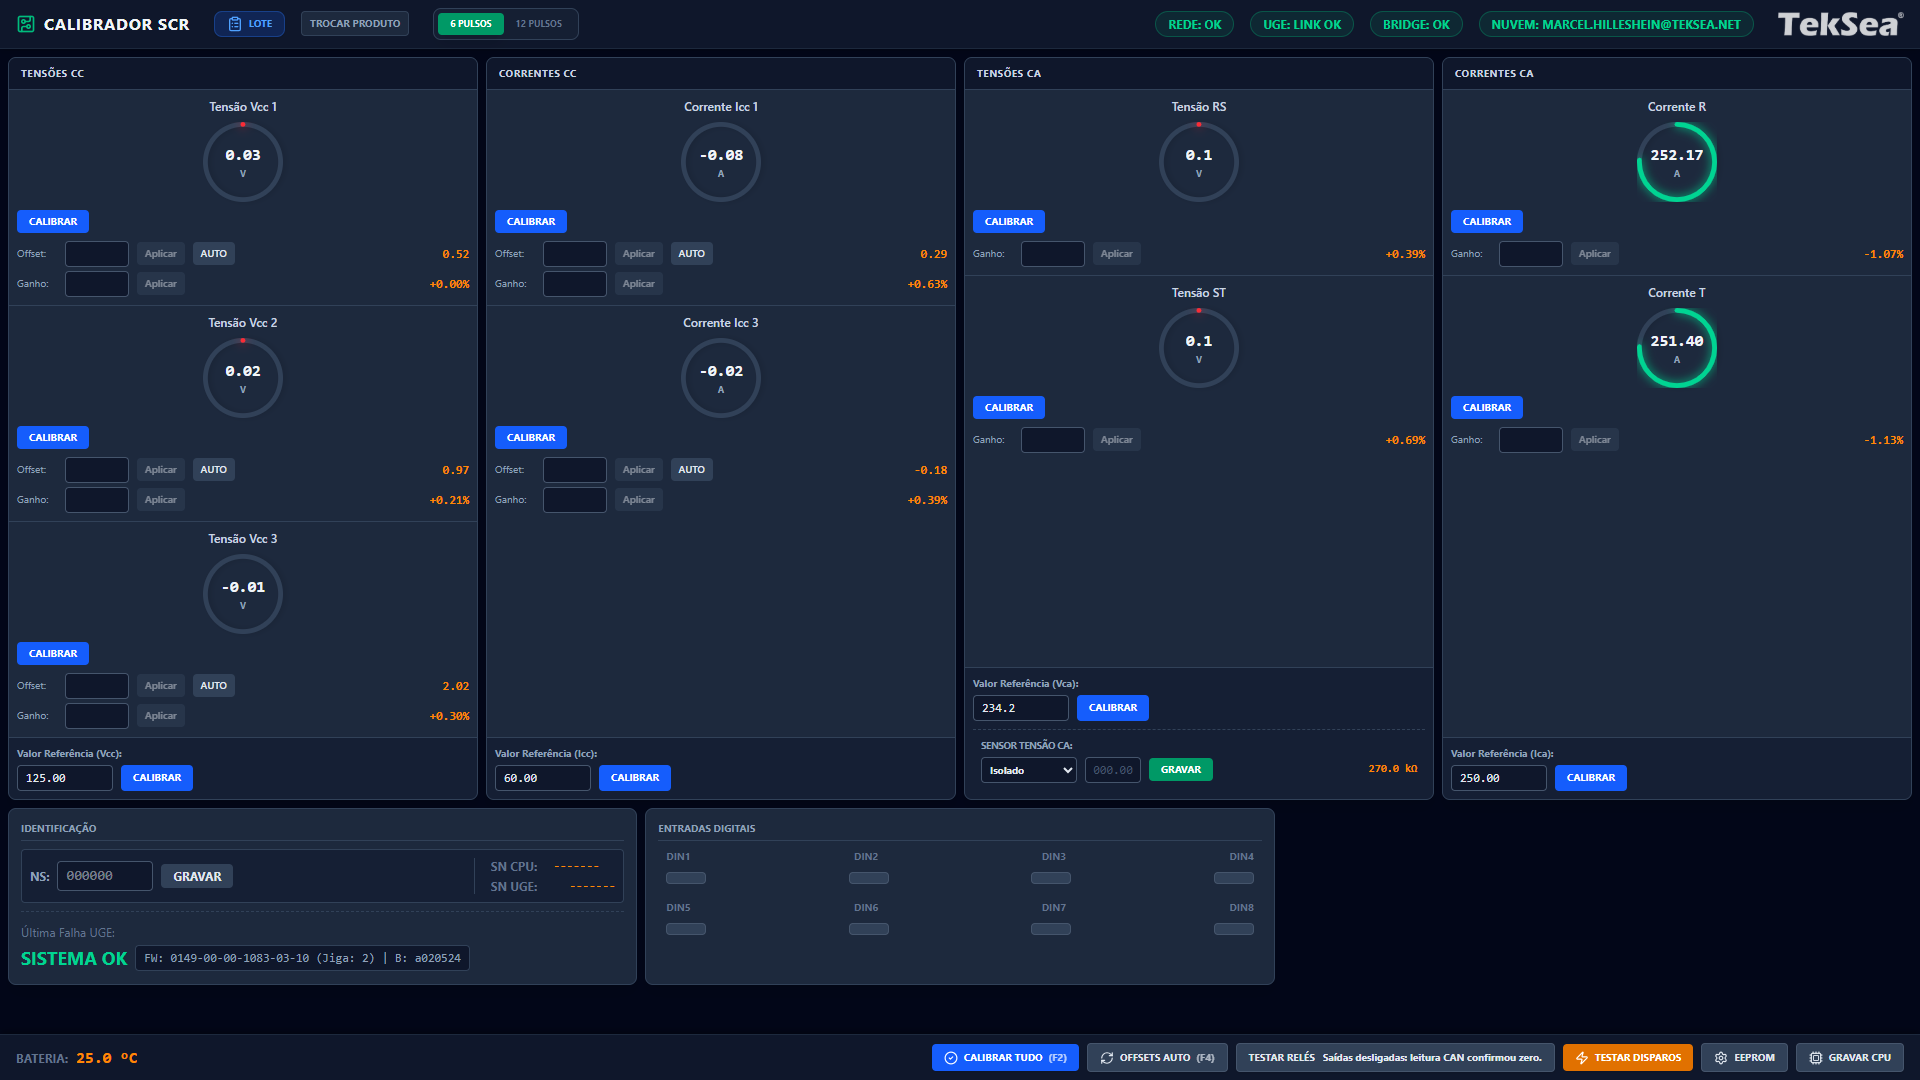 CALIBRADOR SCR
LOTE
TROCAR PRODUTO
6 PULSOS
12 PULSOS
REDE: OK
UGE: LINK OK
BRIDGE: OK
NUVEM: MARCEL.HILLESHEIN@TEKSEA.NET
TekSea®
TENSÕES CC
Tensão Vcc 1
0.03
V
CALIBRAR
Offset: Aplicar AUTO 0.52
Ganho: Aplicar +0.00%
Tensão Vcc 2
0.02
V
CALIBRAR
Offset: Aplicar AUTO 0.97
Ganho: Aplicar +0.21%
Tensão Vcc 3
-0.01
V
CALIBRAR
Offset: Aplicar AUTO 2.02
Ganho: Aplicar +0.30%
Valor Referência (Vcc):
125.00 CALIBRAR
CORRENTES CC
Corrente Icc 1
-0.08
A
CALIBRAR
Offset: Aplicar AUTO 0.29
Ganho: Aplicar +0.63%
Corrente Icc 3
-0.02
A
CALIBRAR
Offset: Aplicar AUTO -0.18
Ganho: Aplicar +0.39%
Valor Referência (Icc):
60.00 CALIBRAR
TENSÕES CA
Tensão RS
0.1
V
CALIBRAR
Ganho: Aplicar +0.39%
Tensão ST
0.1
V
CALIBRAR
Ganho: Aplicar +0.69%
Valor Referência (Vca):
234.2 CALIBRAR
SENSOR TENSÃO CA:
Isolado 000.00 GRAVAR 270.0 kΩ
CORRENTES CA
Corrente R
252.17
A
CALIBRAR
Ganho: Aplicar -1.07%
Corrente T
251.40
A
CALIBRAR
Ganho: Aplicar -1.13%
Valor Referência (Ica):
250.00 CALIBRAR
IDENTIFICAÇÃO
NS: 000000 GRAVAR
SN CPU: -------
SN UGE: -------
Última Falha UGE:
SISTEMA OK FW: 0149-00-00-1083-03-10 (Jiga: 2) | B: a020524
ENTRADAS DIGITAIS
DIN1 DIN2 DIN3 DIN4
DIN5 DIN6 DIN7 DIN8
BATERIA: 25.0 ºC
CALIBRAR TUDO (F2)
OFFSETS AUTO (F4)
TESTAR RELÉS Saídas desligadas: leitura CAN confirmou zero.
TESTAR DISPAROS
EEPROM
GRAVAR CPU